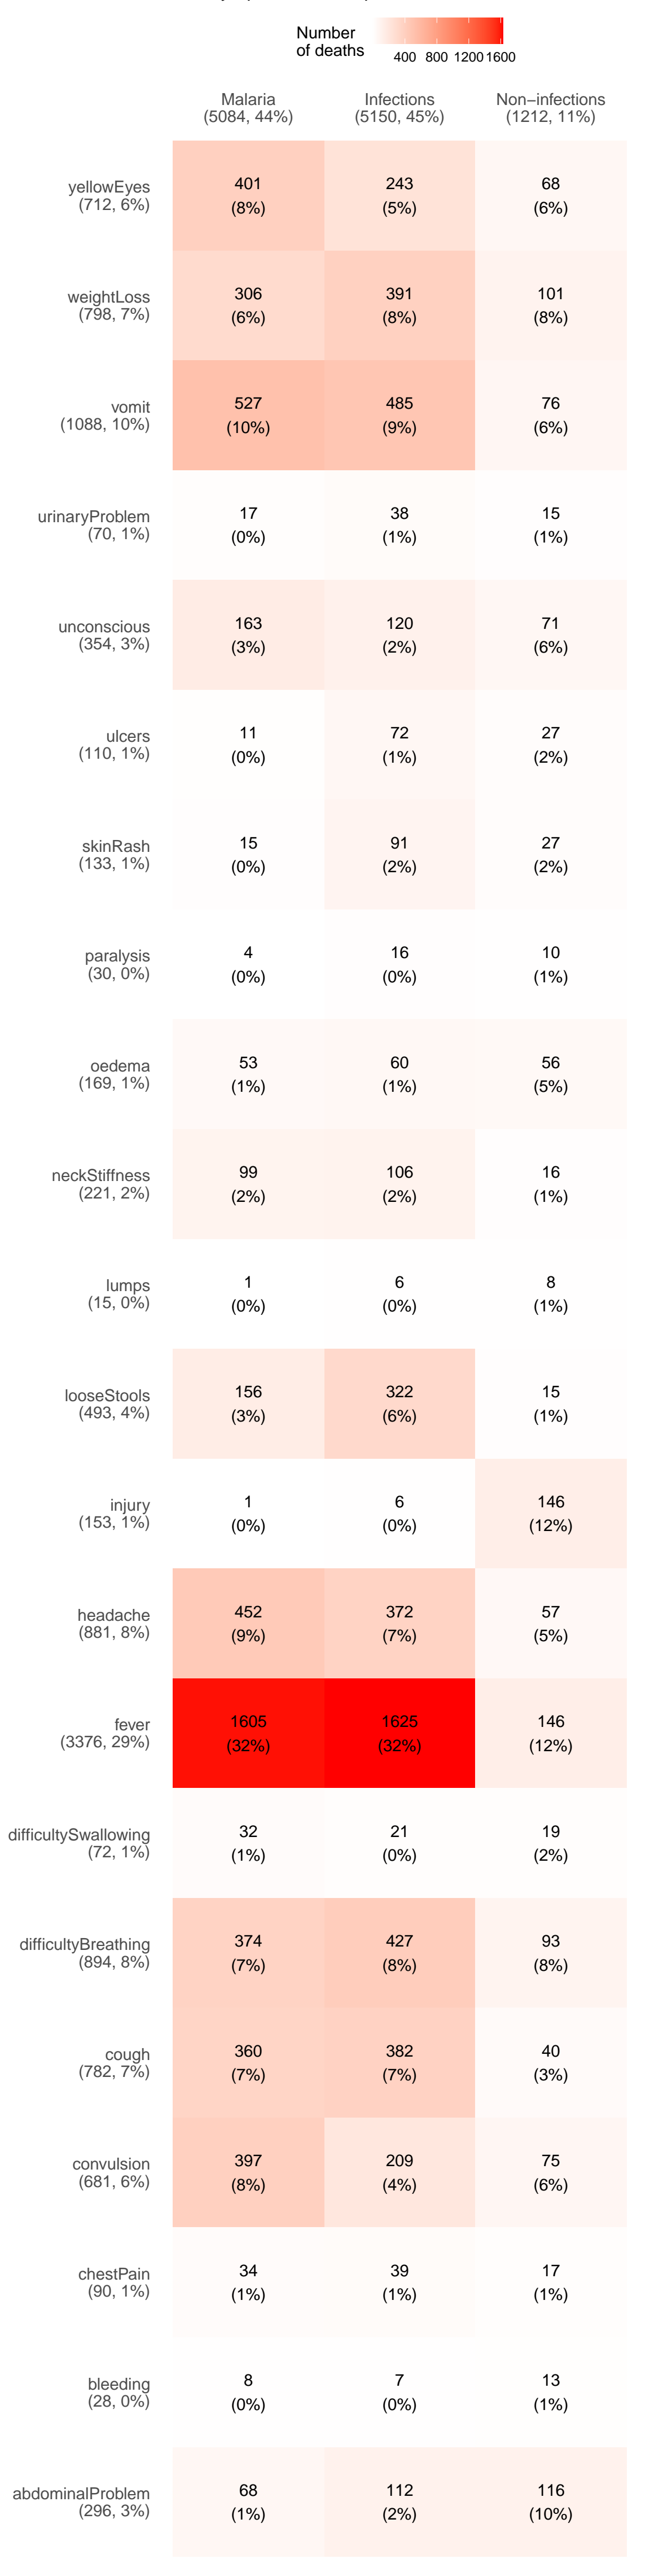 Number
of deaths
400 800 1200 1600
Malaria Infections Non−infections
(5084, 44%) (5150, 45%) (1212, 11%)
yellowEyes 401 243 68
(712, 6%) (8%) (5%) (6%)
weightLoss 306 391 101
(798, 7%) (6%) (8%) (8%)
vomit 527 485 76
(1088, 10%) (10%) (9%) (6%)
urinaryProblem 17 38 15
(70, 1%) (0%) (1%) (1%)
unconscious 163 120 71
(354, 3%) (3%) (2%) (6%)
ulcers 11 72 27
(110, 1%) (0%) (1%) (2%)
skinRash 15 91 27
(133, 1%) (0%) (2%) (2%)
paralysis 4 16 10
(30, 0%) (0%) (0%) (1%)
oedema 53 60 56
(169, 1%) (1%) (1%) (5%)
neckStiffness 99 106 16
(221, 2%) (2%) (2%) (1%)
lumps 1 6 8
(15, 0%) (0%) (0%) (1%)
looseStools 156 322 15
(493, 4%) (3%) (6%) (1%)
injury 1 6 146
(153, 1%) (0%) (0%) (12%)
headache 452 372 57
(881, 8%) (9%) (7%) (5%)
fever 1605 1625 146
(3376, 29%) (32%) (32%) (12%)
difficultySwallowing 32 21 19
(72, 1%) (1%) (0%) (2%)
difficultyBreathing 374 427 93
(894, 8%) (7%) (8%) (8%)
cough 360 382 40
(782, 7%) (7%) (7%) (3%)
convulsion 397 209 75
(681, 6%) (8%) (4%) (6%)
chestPain 34 39 17
(90, 1%) (1%) (1%) (1%)
bleeding 8 7 13
(28, 0%) (0%) (0%) (1%)
abdominalProblem 68 112 116
(296, 3%) (1%) (2%) (10%)